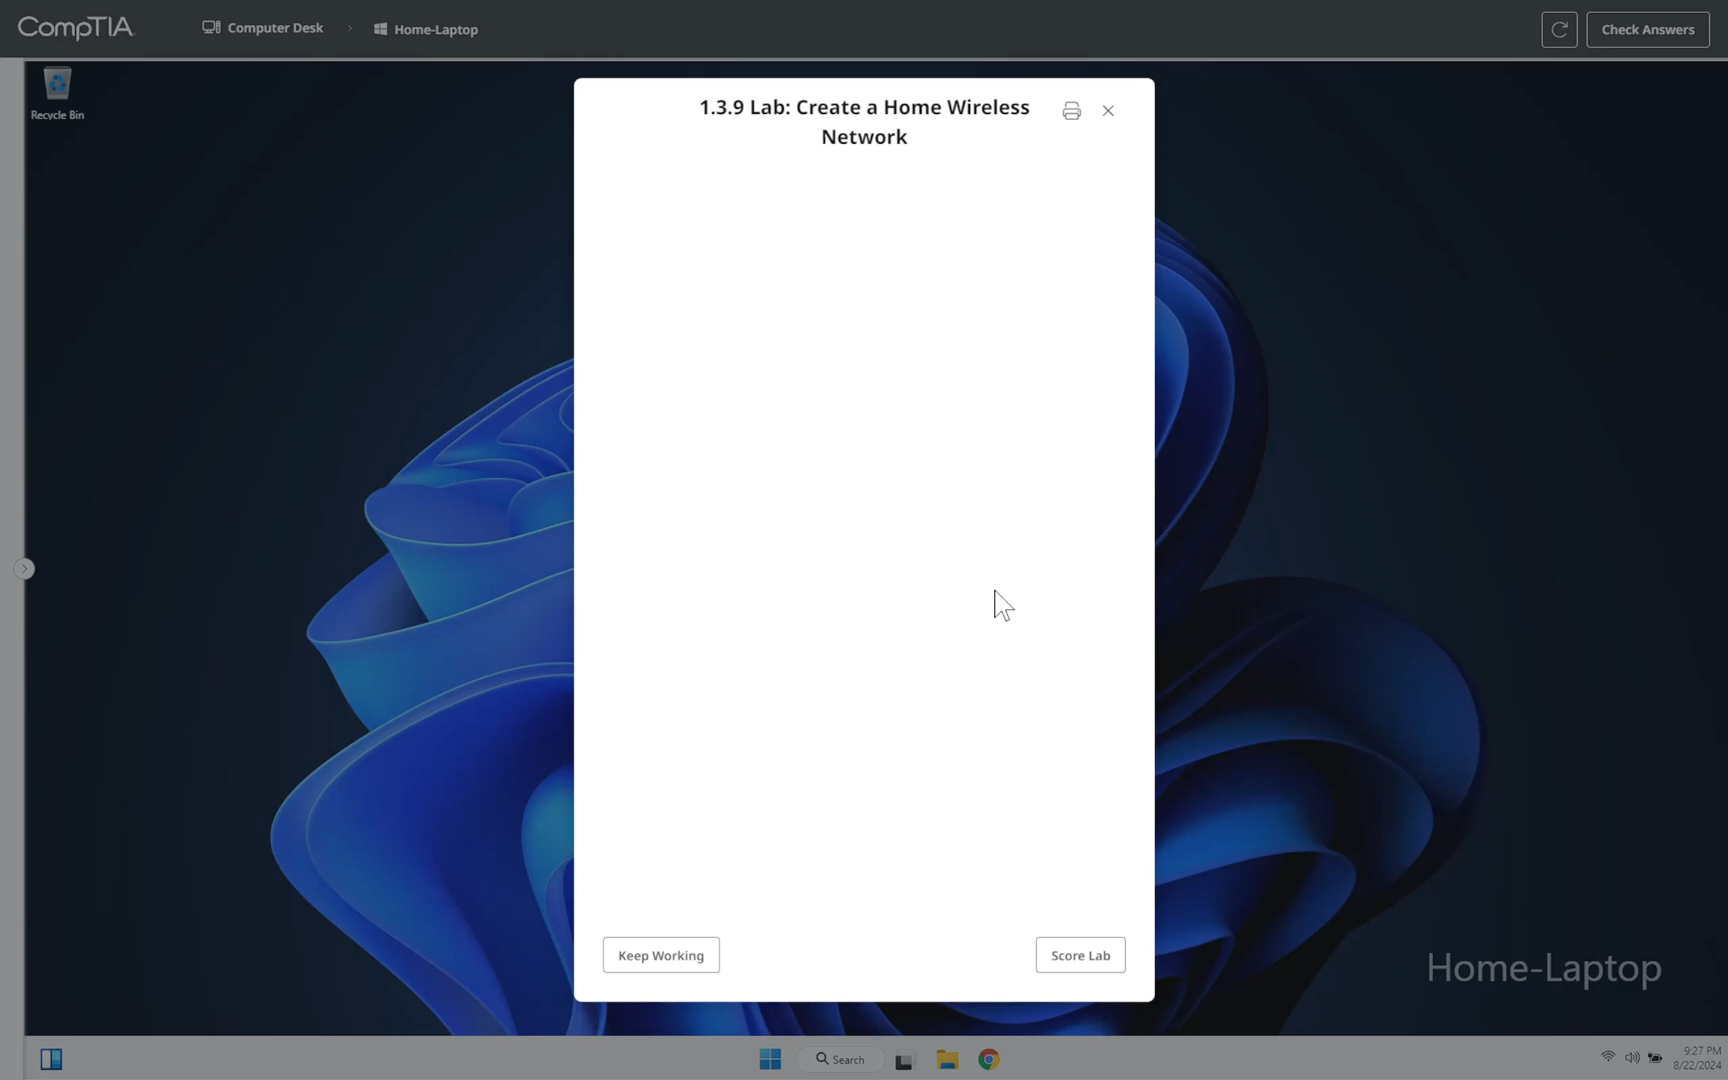 CompTIA.
Computer Desk
Home-Laptop
Check Answers
Recycle Bin
1.3.9 Lab: Create a Home Wireless
Network
Keep Working
Score Lab
Home-Laptop
Search
9:27 PM
8/22/2024